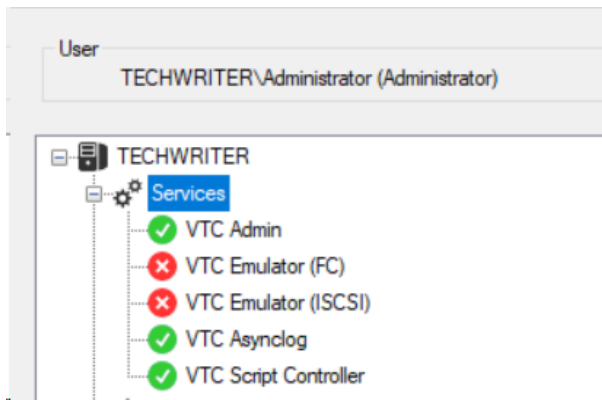 User
TECHWRITER\Administrator (Administrator)
TECHWRITER
Services
VTC Admin
VTC Emulator (FC)
VTC Emulator (ISCSI)
VTC Asynclog
VTC Script Controller